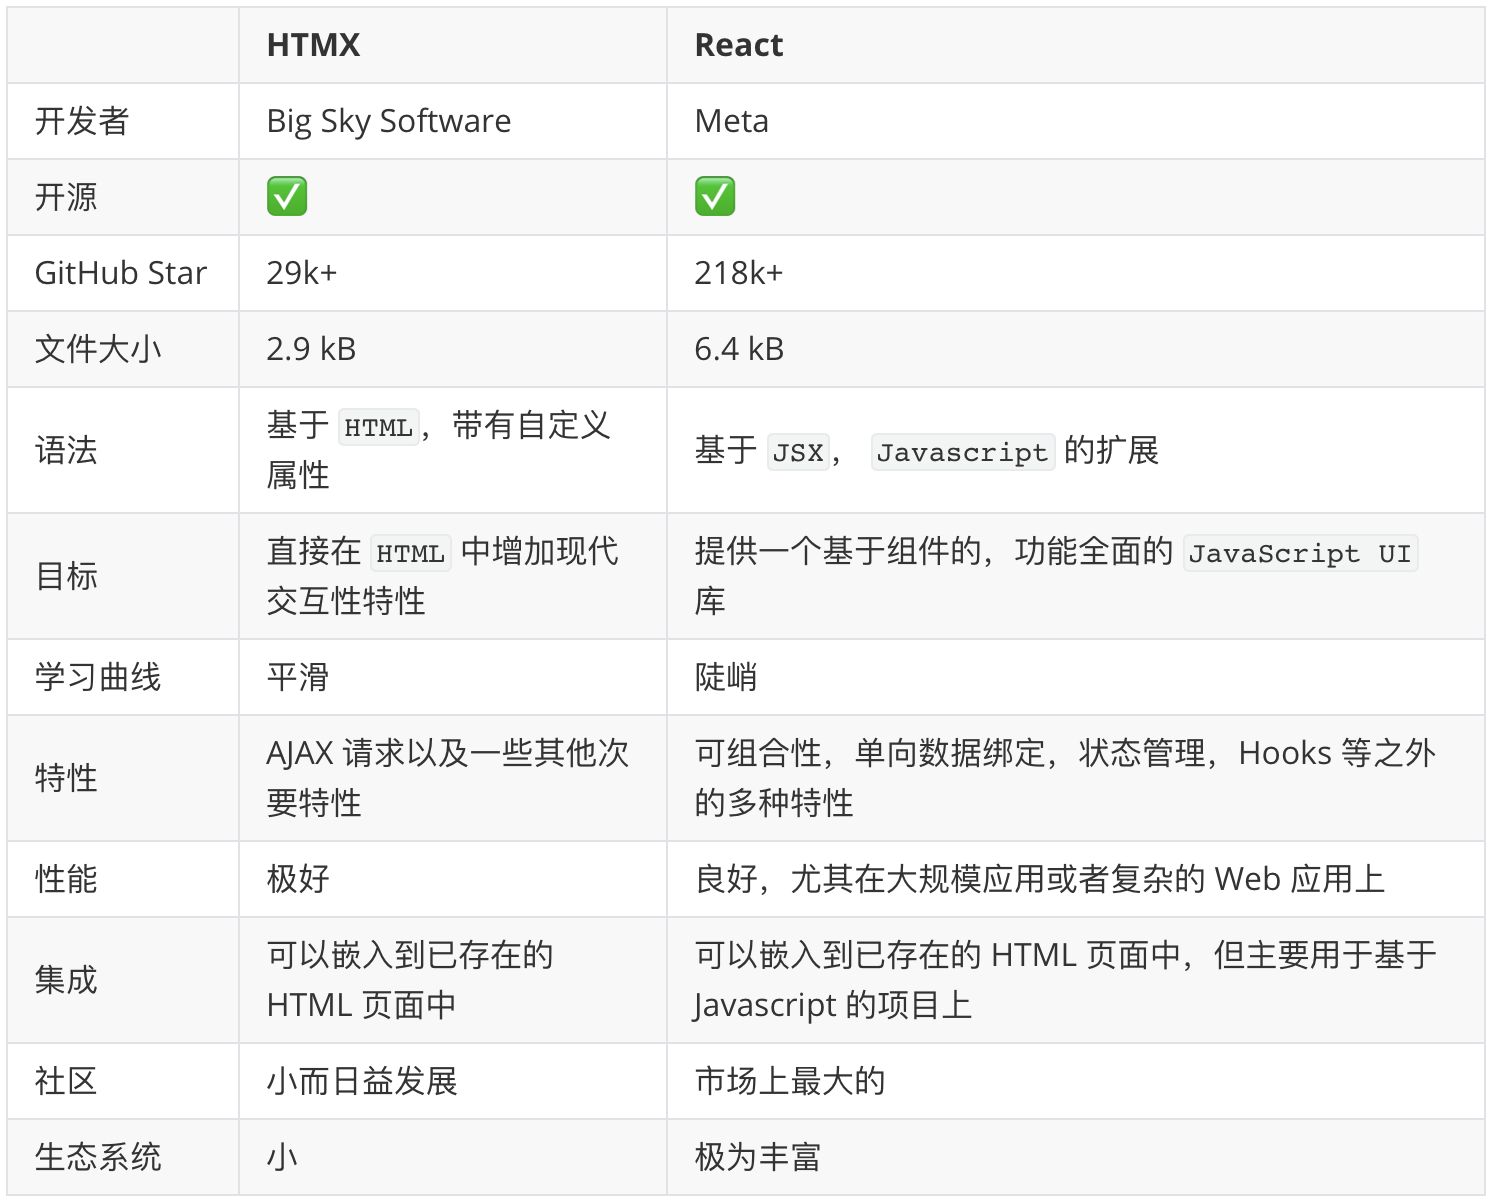 HTMX React
开发者 Big Sky Software Meta
开源 ✅ ✅
GitHub Star 29k+ 218k+
文件大小 2.9 kB 6.4 kB
语法 基于 HTML，带有自定义
属性 基于 JSX， Javascript 的扩展
目标 直接在 HTML 中增加现代
交互性特性 提供一个基于组件的，功能全面的 JavaScript UI
库
学习曲线 平滑 陡峭
特性 AJAX 请求以及一些其他次
要特性 可组合性，单向数据绑定，状态管理，Hooks 等之外
的多种特性
性能 极好 良好，尤其在大规模应用或者复杂的 Web 应用上
集成 可以嵌入到已存在的
HTML 页面中 可以嵌入到已存在的 HTML 页面中，但主要用于基于
Javascript 的项目上
社区 小而日益发展 市场上最大的
生态系统 小 极为丰富